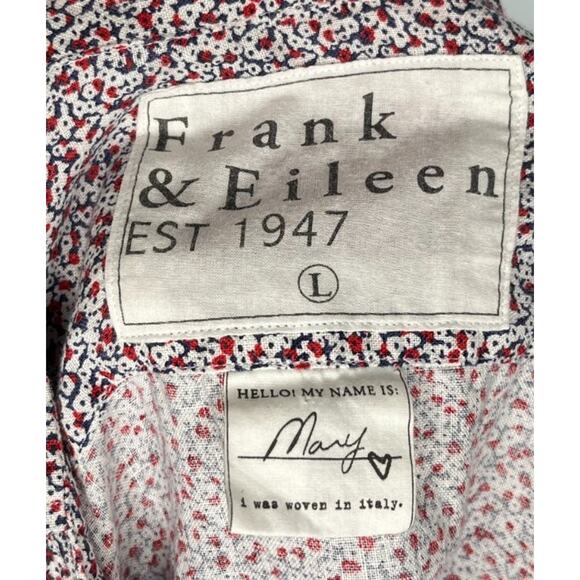 Frank
& Eileen
EST 1947
L
HELLO! MY NAME IS:
Mary
i was woven in italy.